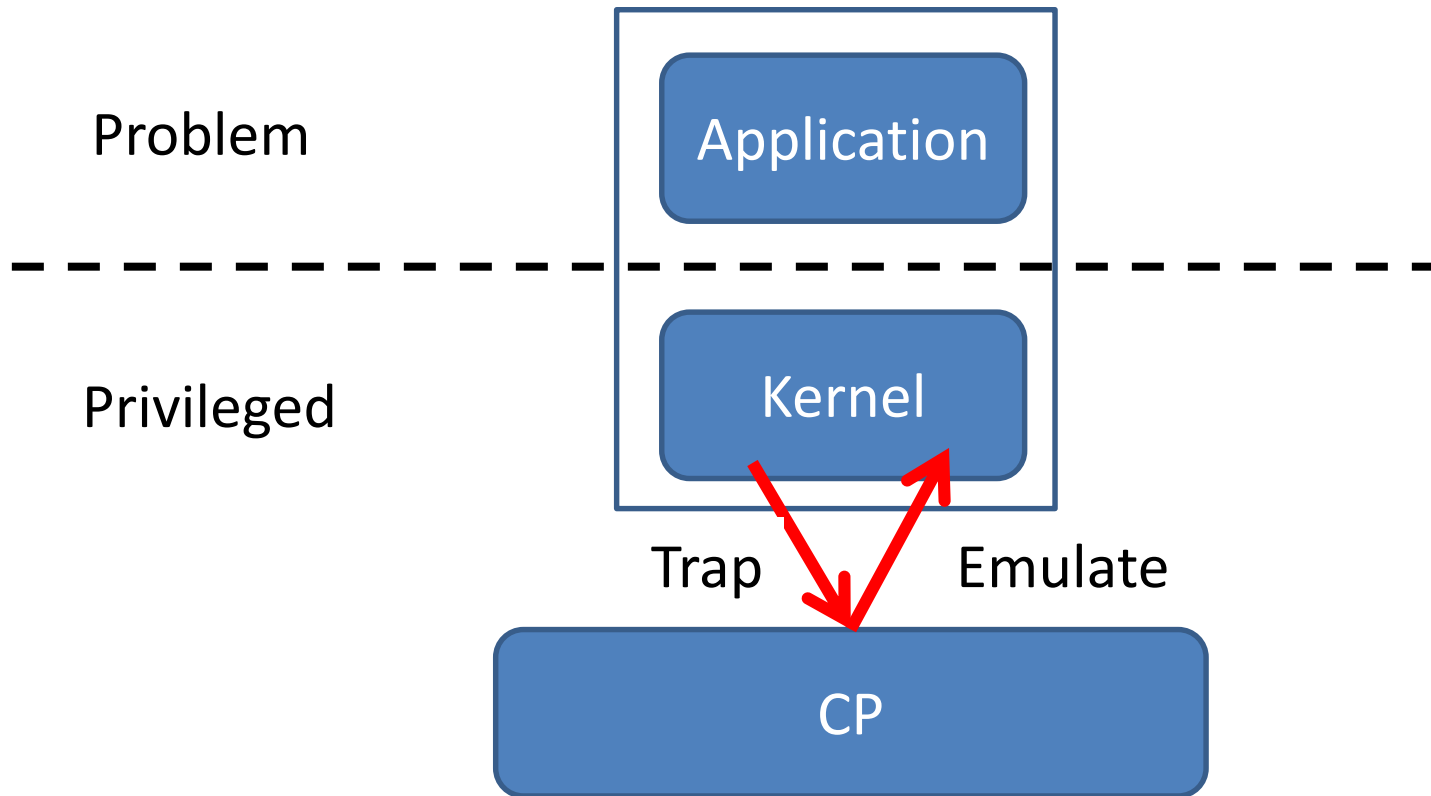 Problem
Application
Privileged
Kernel
Trap
Emulate
CP